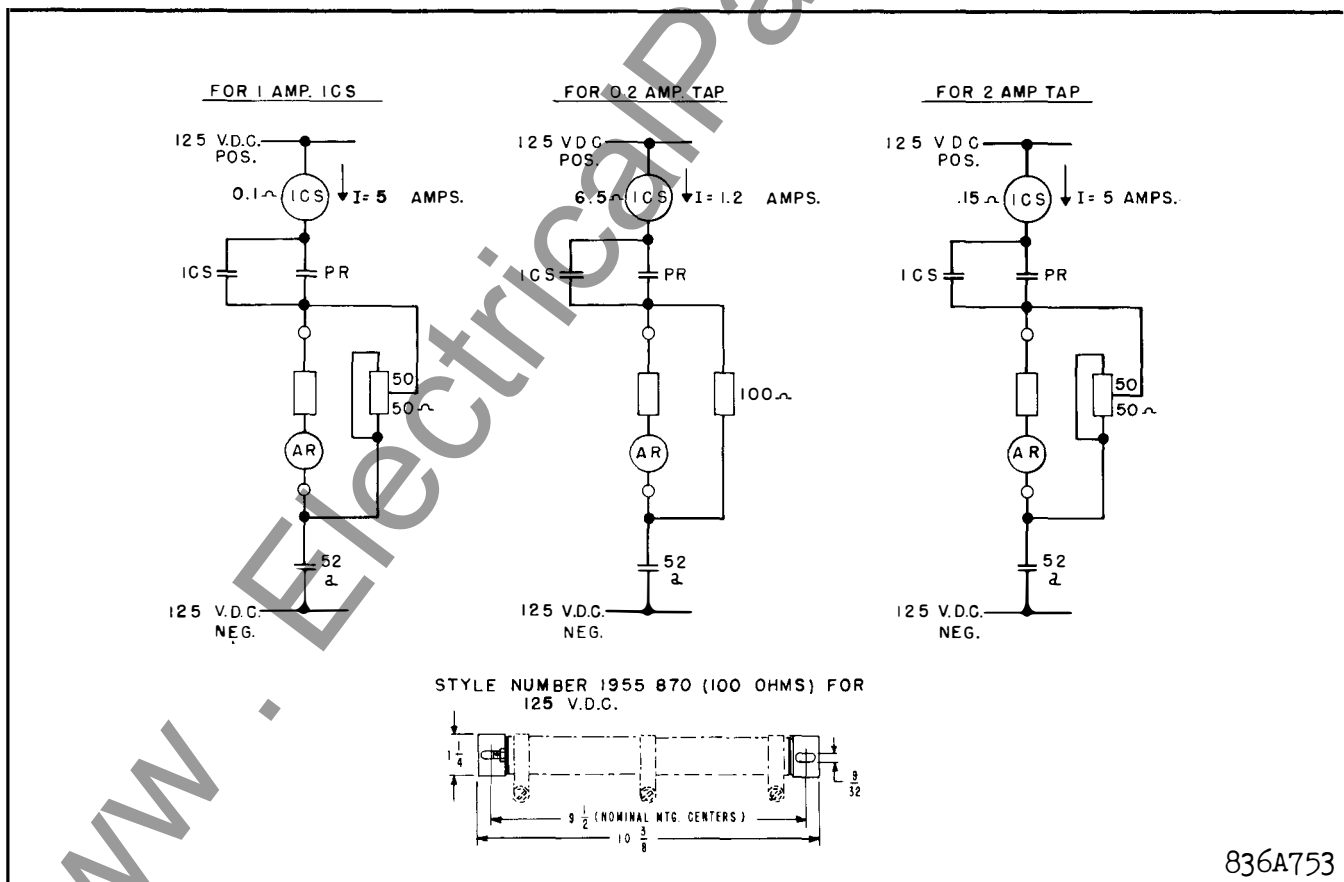 FOR 1 AMP. ICS
125 V.D.C.
POS.
0.1Ω ICS I= 5 AMPS.
ICS PR
50
50Ω
AR
52
a
125 V.D.C.
NEG.
FOR 0.2 AMP. TAP
125 VDC
POS.
6.5Ω ICS I= 1.2 AMPS.
ICS PR
100Ω
AR
52
a
125 V.D.C.
NEG.
FOR 2 AMP TAP
125 V.D.C.
POS.
.15Ω ICS I= 5 AMPS.
ICS PR
50
50Ω
AR
52
a
125 V.D.C.
NEG.
STYLE NUMBER 1955 870 (100 OHMS) FOR
125 V.D.C.
1 1/4
9/32
9 1/2 (NOMINAL MTG. CENTERS)
10 3/8
836A753
ww . ElectricalPa